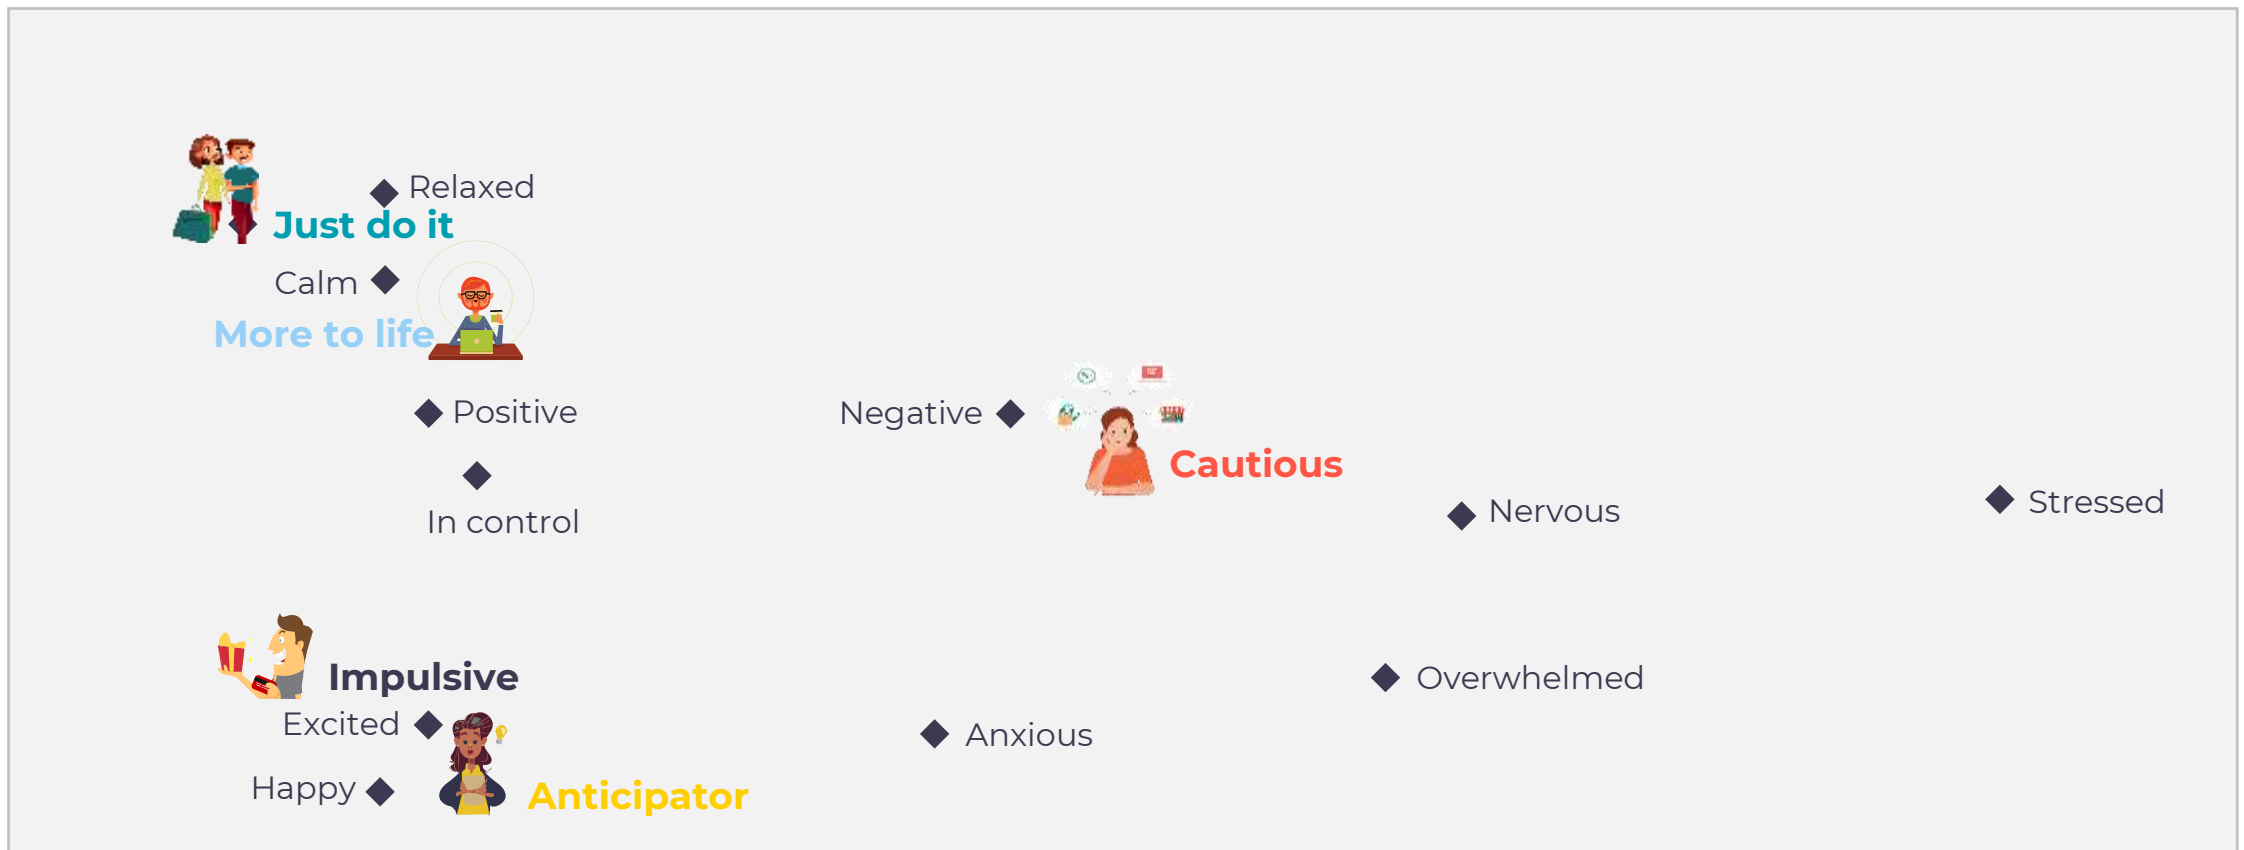 Relaxed
Just do it
Calm
More to life
Positive
Negative
Cautious
In control
Nervous
Stressed
Impulsive
Overwhelmed
Excited
Anxious
Happy
Anticipator